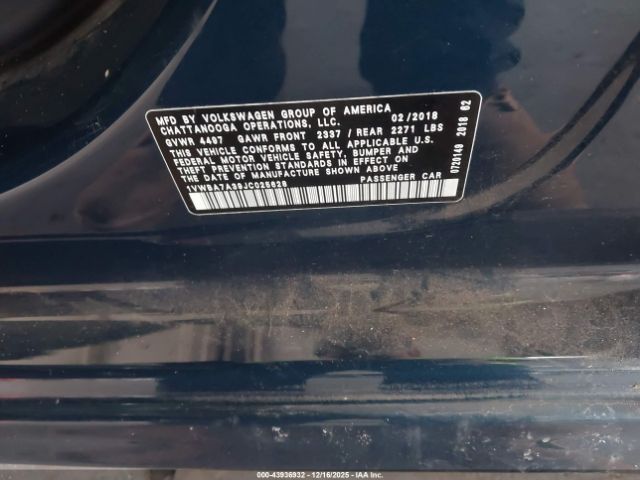 MFD BY VOLKSWAGEN GROUP OF AMERICA
CHATTANOOGA OPERATIONS, LLC. 02/2018
GVWR 4497 GAWR FRONT 2337 / REAR 2271 LBS
THIS VEHICLE CONFORMS TO ALL APPLICABLE U.S.
FEDERAL MOTOR VEHICLE SAFETY, BUMPER AND
THEFT PREVENTION STANDARDS IN EFFECT ON
THE DATE OF MANUFACTURE SHOWN ABOVE
1VWBA7A39JC025628 PASSENGER CAR
0720149 2018 62
000-43936932 - 12/16/2025 - IAA Inc.